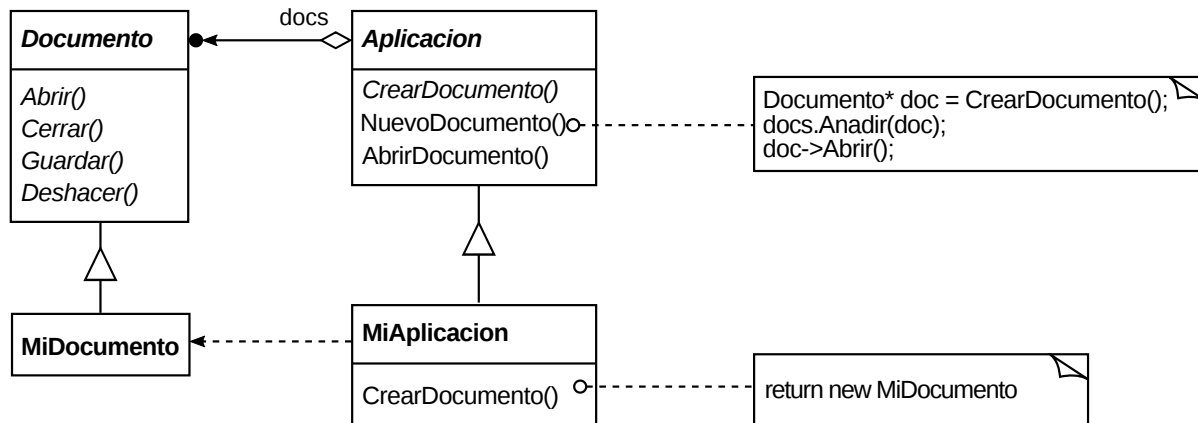 docs
Documento
Abrir()
Cerrar()
Guardar()
Deshacer()
Aplicacion
CrearDocumento()
NuevoDocumento()
AbrirDocumento()
Documento* doc = CrearDocumento();
docs.Anadir(doc);
doc->Abrir();
MiDocumento
MiAplicacion
CrearDocumento()
return new MiDocumento